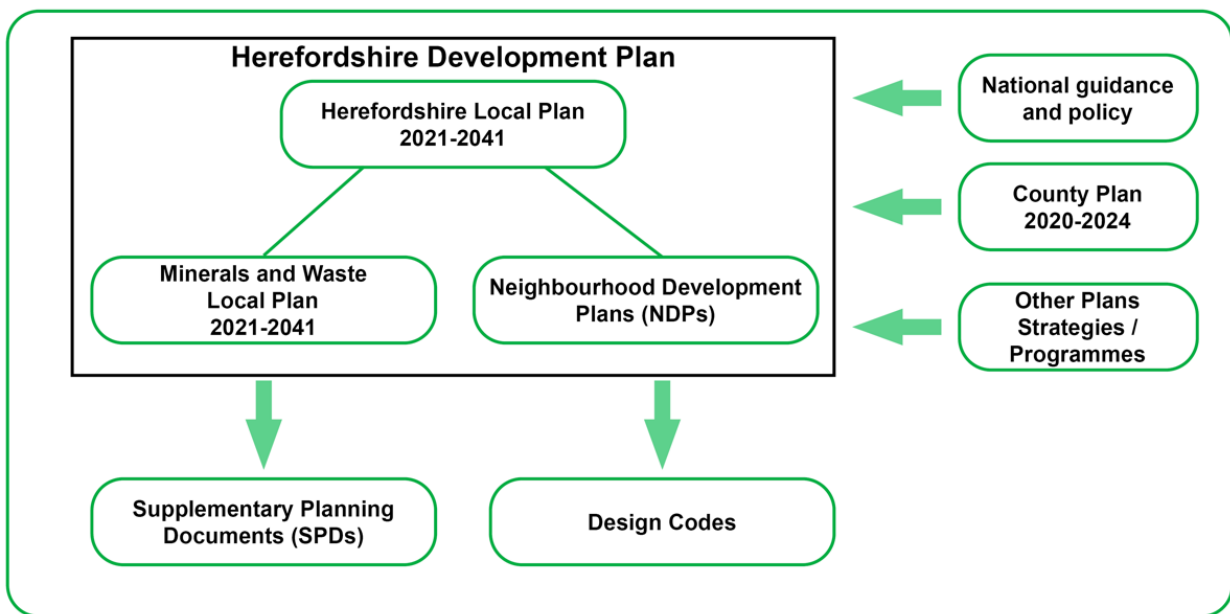 Herefordshire Development Plan
Herefordshire Local Plan
2021-2041
Minerals and Waste
Local Plan
2021-2041
Neighbourhood Development
Plans (NDPs)
National guidance
and policy
County Plan
2020-2024
Other Plans
Strategies /
Programmes
Supplementary Planning
Documents (SPDs)
Design Codes